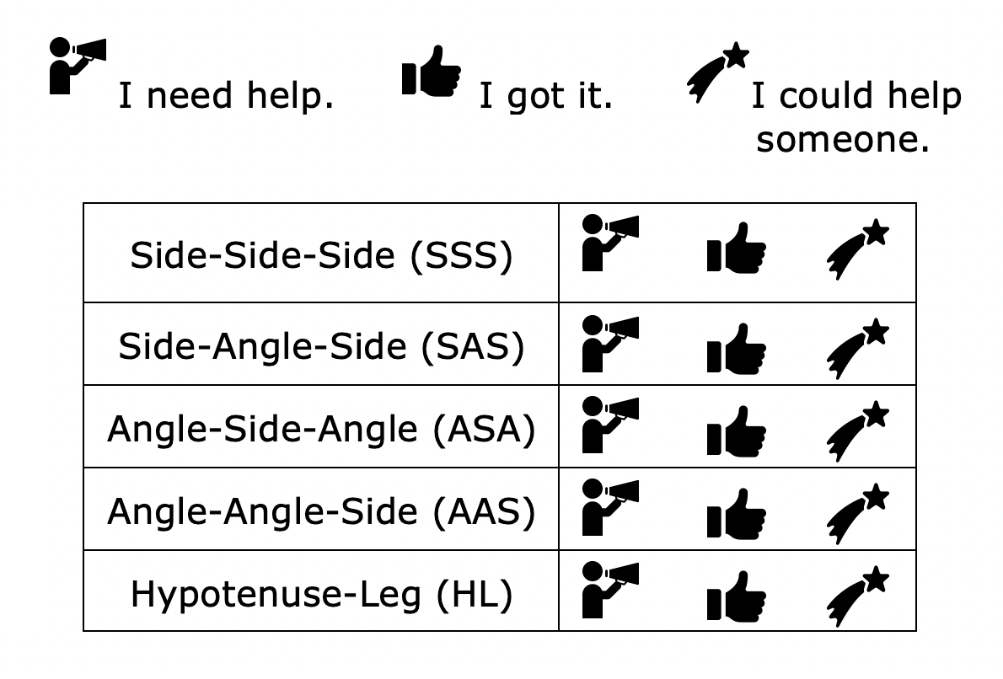 I need help.
I got it.
I could help
someone.
Side-Side-Side (SSS)
Side-Angle-Side (SAS)
Angle-Side-Angle (ASA)
Angle-Angle-Side (AAS)
Hypotenuse-Leg (HL)